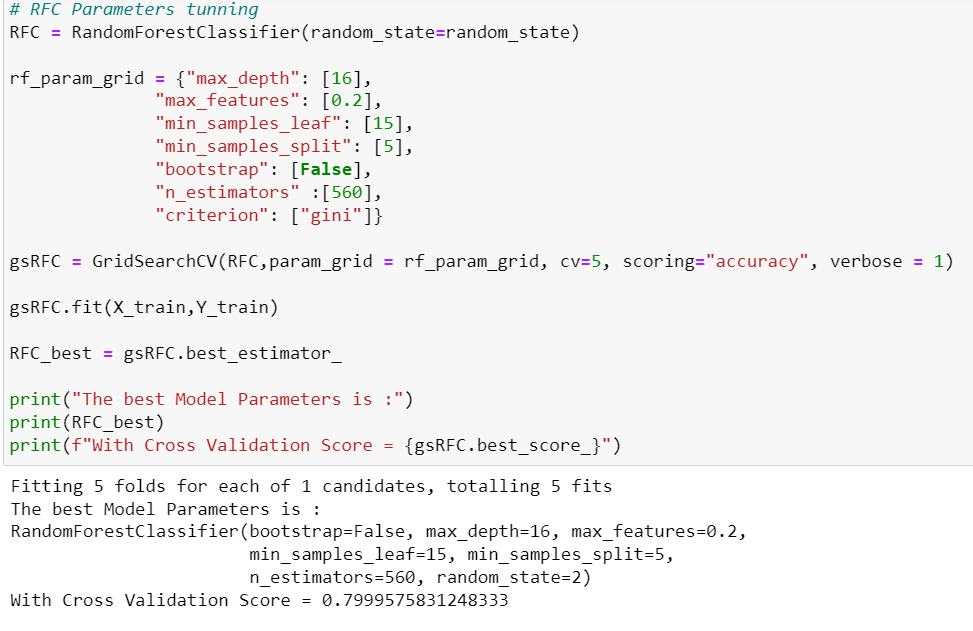 # RFC Parameters tunning
RFC = RandomForestClassifier(random_state=random_state)
rf_param_grid = {"max_depth": [16],
"max_features": [0.2],
"min_samples_leaf": [15],
"min_samples_split": [5],
"bootstrap": [False],
"n_estimators" :[560],
"criterion": ["gini"]}
gsRFC = GridSearchCV(RFC,param_grid = rf_param_grid, cv=5, scoring="accuracy", verbose = 1)
gsRFC.fit(X_train,Y_train)
RFC_best = gsRFC.best_estimator_
print("The best Model Parameters is :")
print(RFC_best)
print(f"With Cross Validation Score = {gsRFC.best_score_}")
Fitting 5 folds for each of 1 candidates, totalling 5 fits
The best Model Parameters is :
RandomForestClassifier(bootstrap=False, max_depth=16, max_features=0.2,
min_samples_leaf=15, min_samples_split=5,
n_estimators=560, random_state=2)
With Cross Validation Score = 0.7999575831248333